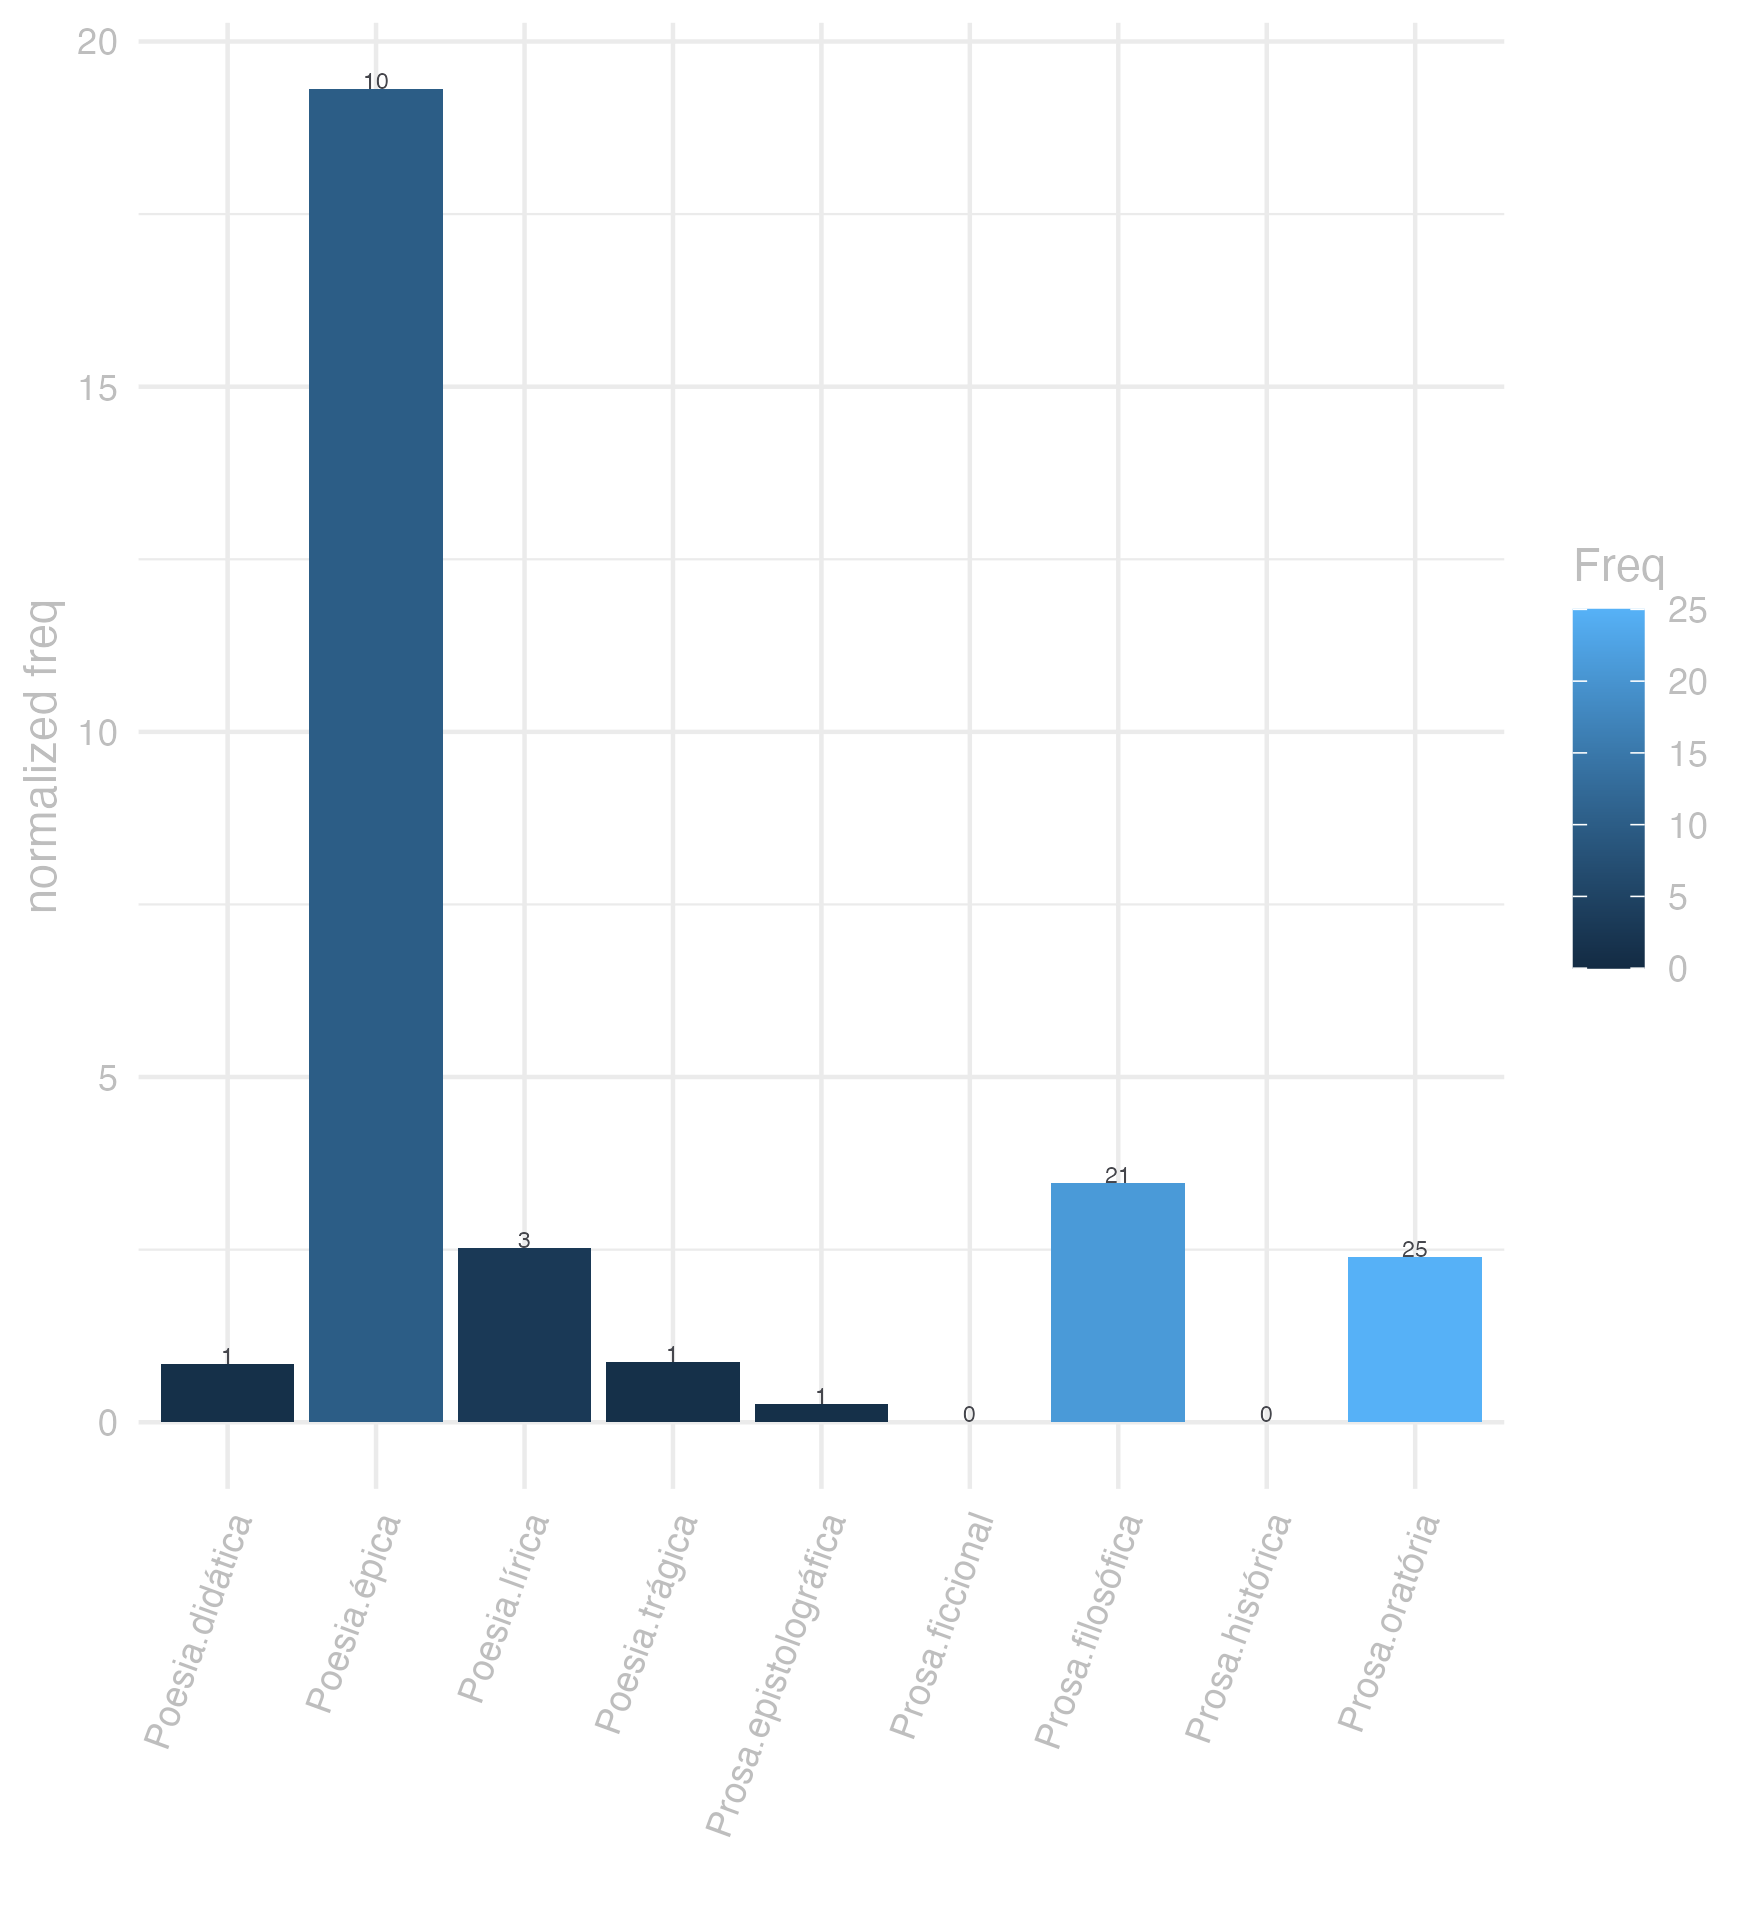 20
15
10
5
0
normalized freq
1
10
3
1
1
0
21
0
25
Poesia.didática
Poesia.épica
Poesia.lírica
Poesia.trágica
Prosa.epistolográfica
Prosa.ficcional
Prosa.filosófica
Prosa.histórica
Prosa.oratória
Freq
25
20
15
10
5
0